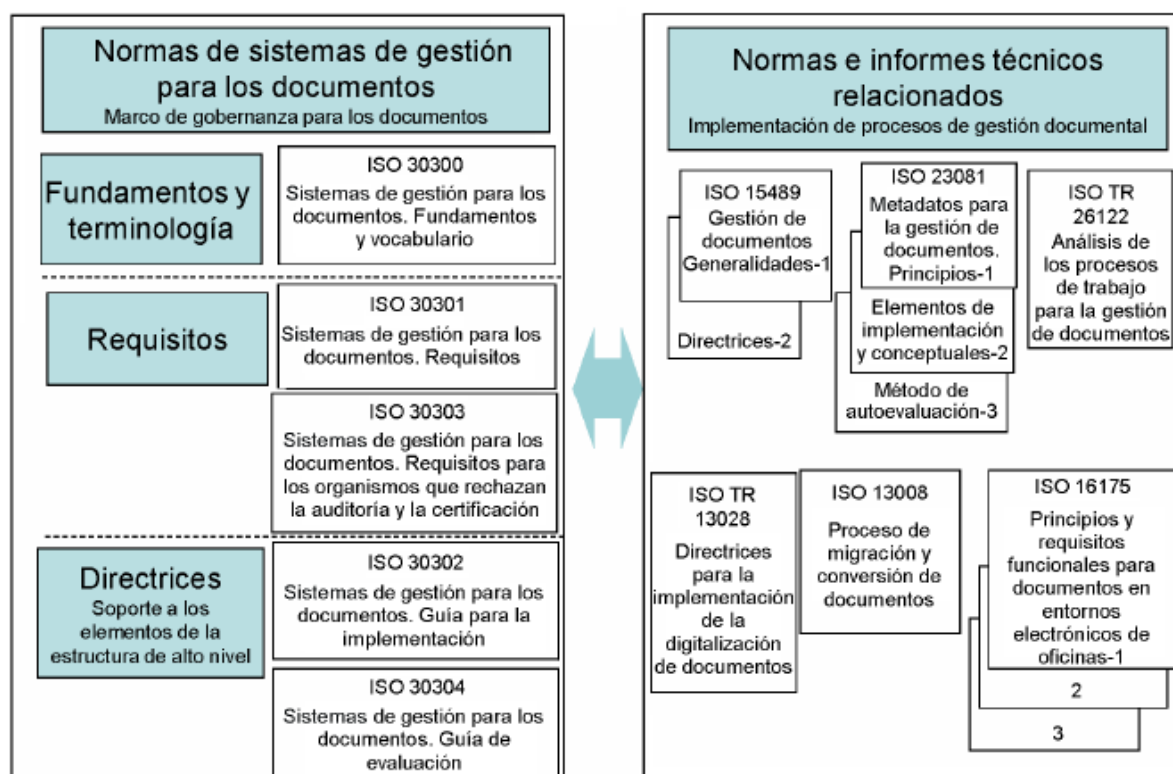 Normas de sistemas de gestión
para los documentos
Marco de gobernanza para los documentos
Fundamentos y
terminología
ISO 30300
Sistemas de gestión para los
documentos. Fundamentos
y vocabulario
Requisitos
ISO 30301
Sistemas de gestión para los
documentos. Requisitos
ISO 30303
Sistemas de gestión para los
documentos. Requisitos para
los organismos que rechazan
la auditoría y la certificación
Directrices
Soporte a los
elementos de la
estructura de alto nivel
ISO 30302
Sistemas de gestión para los
documentos. Guía para la
implementación
ISO 30304
Sistemas de gestión para los
documentos. Guía de
evaluación
Normas e informes técnicos
relacionados
Implementación de procesos de gestión documental
ISO 15489
Gestión de
documentos
Generalidades-1
Directrices-2
ISO 23081
Metadatos para
la gestión de
documentos.
Principios-1
Elementos de
implementación
y conceptuales-2
Método de
autoevaluación-3
ISO TR
26122
Análisis de
los procesos
de trabajo
para la gestión
de documentos
ISO TR
13028
Directrices
para la
implementación
de la
digitalización
de documentos
ISO 13008
Proceso de
migración y
conversión de
documentos
ISO 16175
Principios y
requisitos
funcionales para
documentos en
entornos
electrónicos de
oficinas-1
2
3